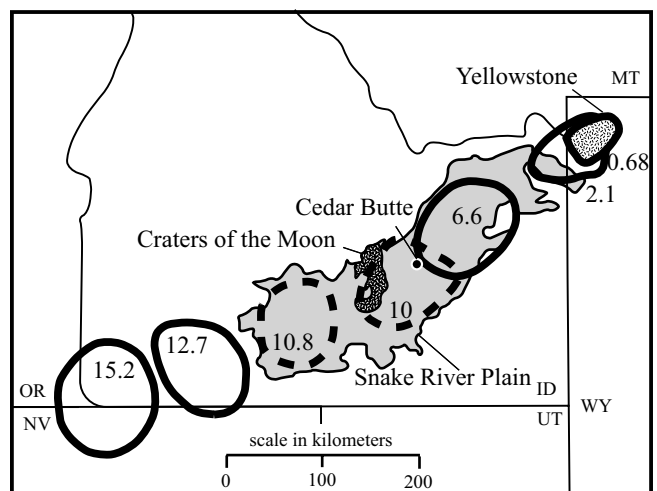 Yellowstone
MT
0.68
2.1
Cedar Butte
6.6
Craters of the Moon
10
10.8
12.7
15.2
Snake River Plain
OR
ID
WY
NV
UT
scale in kilometers
0
100
200